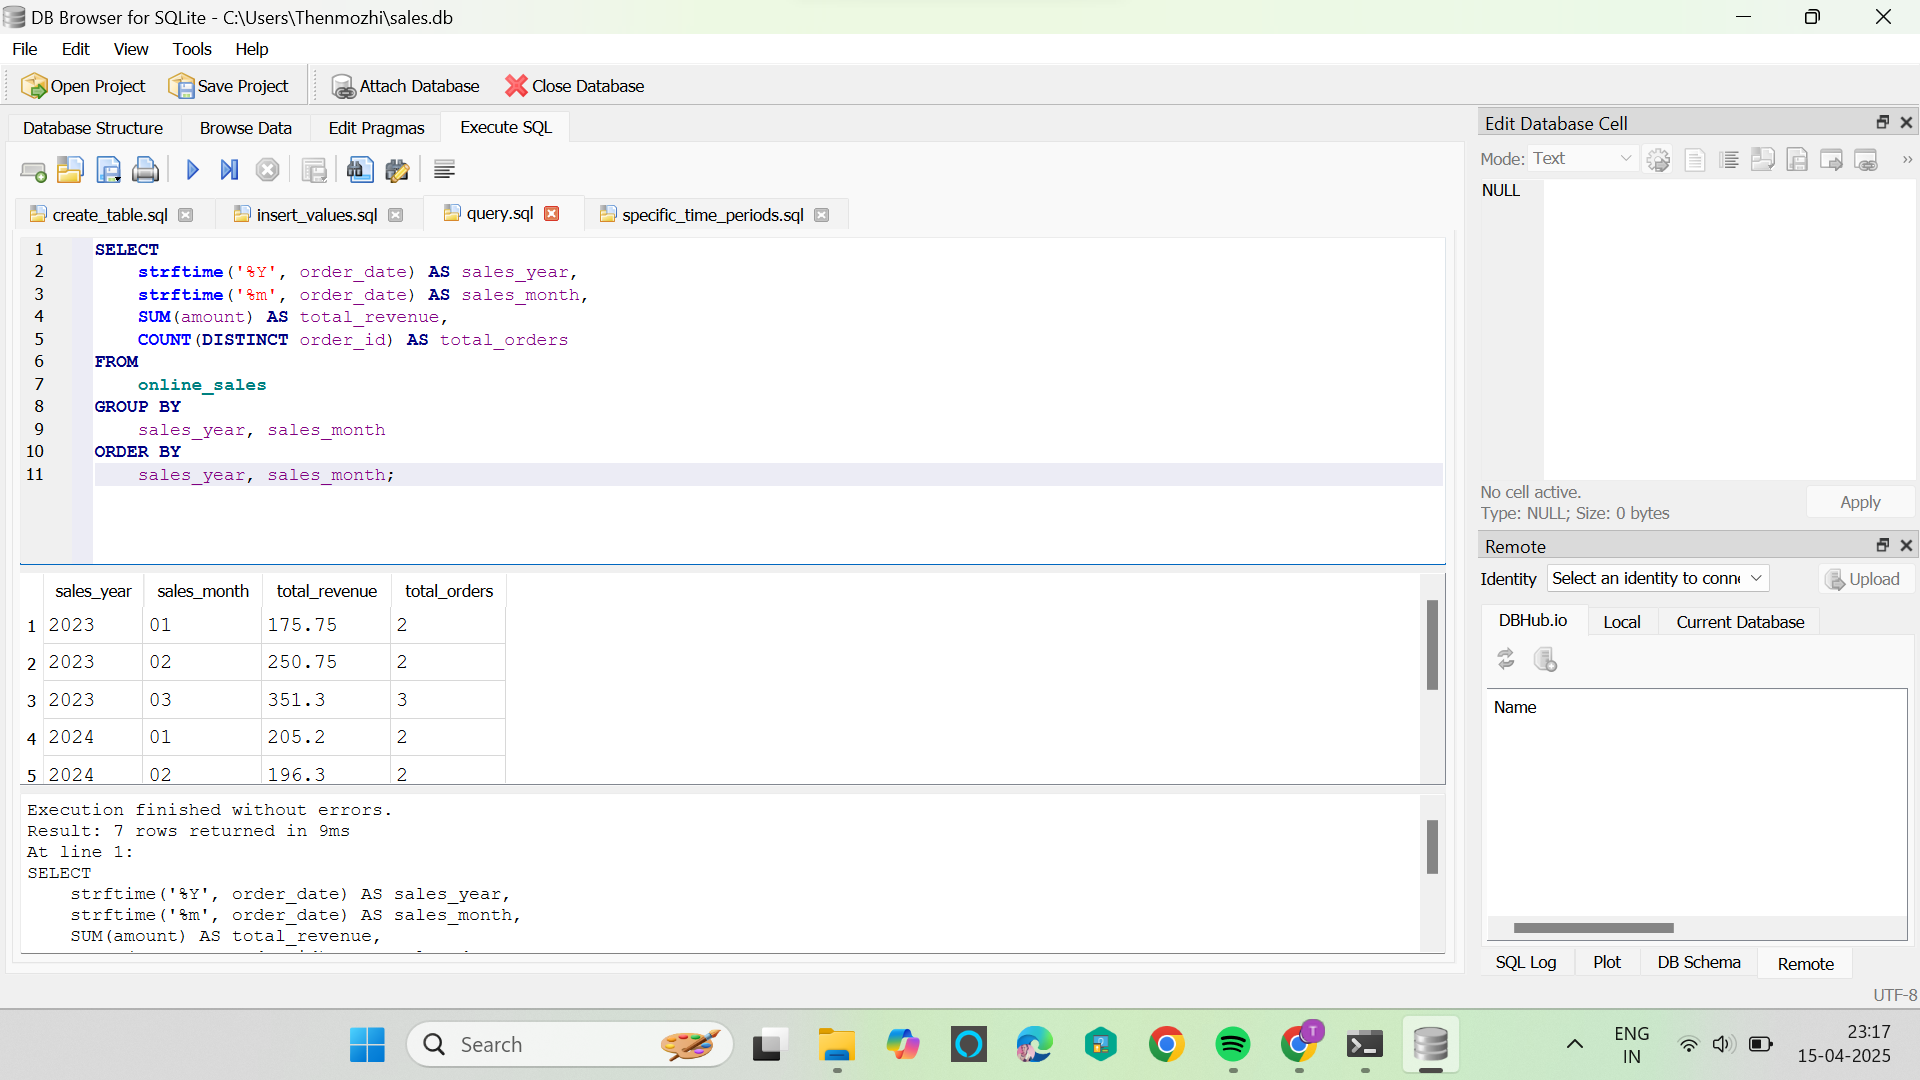 DB Browser for SQLite - C:\Users\Thenmozhi\sales.db
File Edit View Tools Help
Open Project Save Project Attach Database Close Database
Database Structure Browse Data Edit Pragmas Execute SQL
create_table.sql insert_values.sql query.sql specific_time_periods.sql
1 SELECT
2 strftime('%Y', order_date) AS sales_year,
3 strftime('%m', order_date) AS sales_month,
4 SUM(amount) AS total_revenue,
5 COUNT(DISTINCT order_id) AS total_orders
6 FROM
7 online_sales
8 GROUP BY
9 sales_year, sales_month
10 ORDER BY
11 sales_year, sales_month;
sales_year sales_month total_revenue total_orders
1 2023 01 175.75 2
2 2023 02 250.75 2
3 2023 03 351.3 3
4 2024 01 205.2 2
5 2024 02 196.3 2
Execution finished without errors.
Result: 7 rows returned in 9ms
At line 1:
SELECT
strftime('%Y', order_date) AS sales_year,
strftime('%m', order_date) AS sales_month,
SUM(amount) AS total_revenue,
Edit Database Cell
Mode: Text
NULL
No cell active.
Type: NULL; Size: 0 bytes
Apply
Remote
Identity Select an identity to conn Upload
DBHub.io Local Current Database
Name
SQL Log Plot DB Schema Remote
UTF-8
Search
T
ENG
IN
23:17
15-04-2025